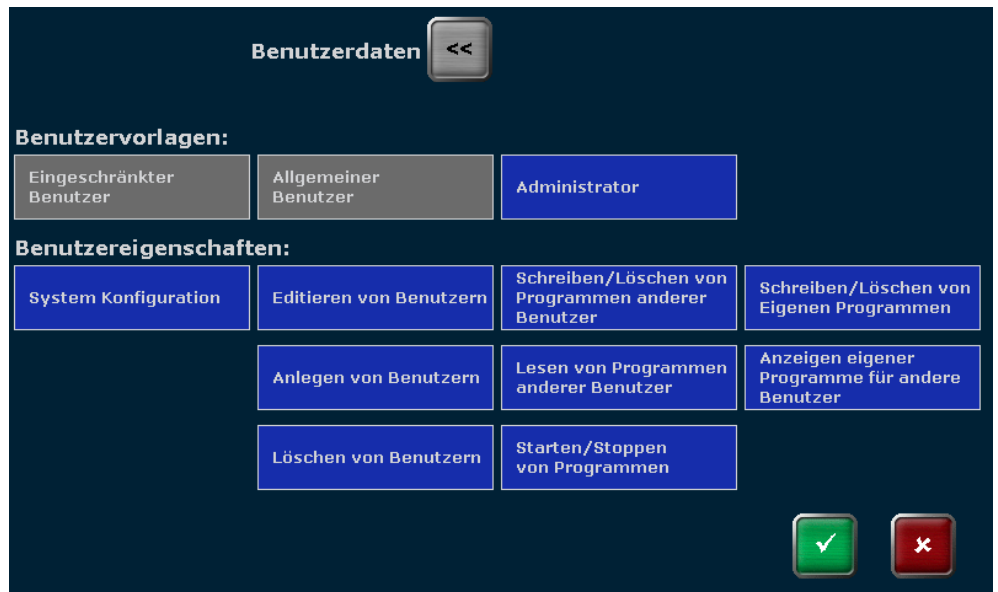 Benutzerdaten <<
Benutzervorlagen:
Eingeschränkter
Benutzer
Allgemeiner
Benutzer
Administrator
Benutzereigenschaften:
System Konfiguration
Editieren von Benutzern
Schreiben/Löschen von
Programmen anderer
Benutzer
Schreiben/Löschen von
Eigenen Programmen
Anlegen von Benutzern
Lesen von Programmen
anderer Benutzer
Anzeigen eigener
Programme für andere
Benutzer
Löschen von Benutzern
Starten/Stoppen
von Programmen